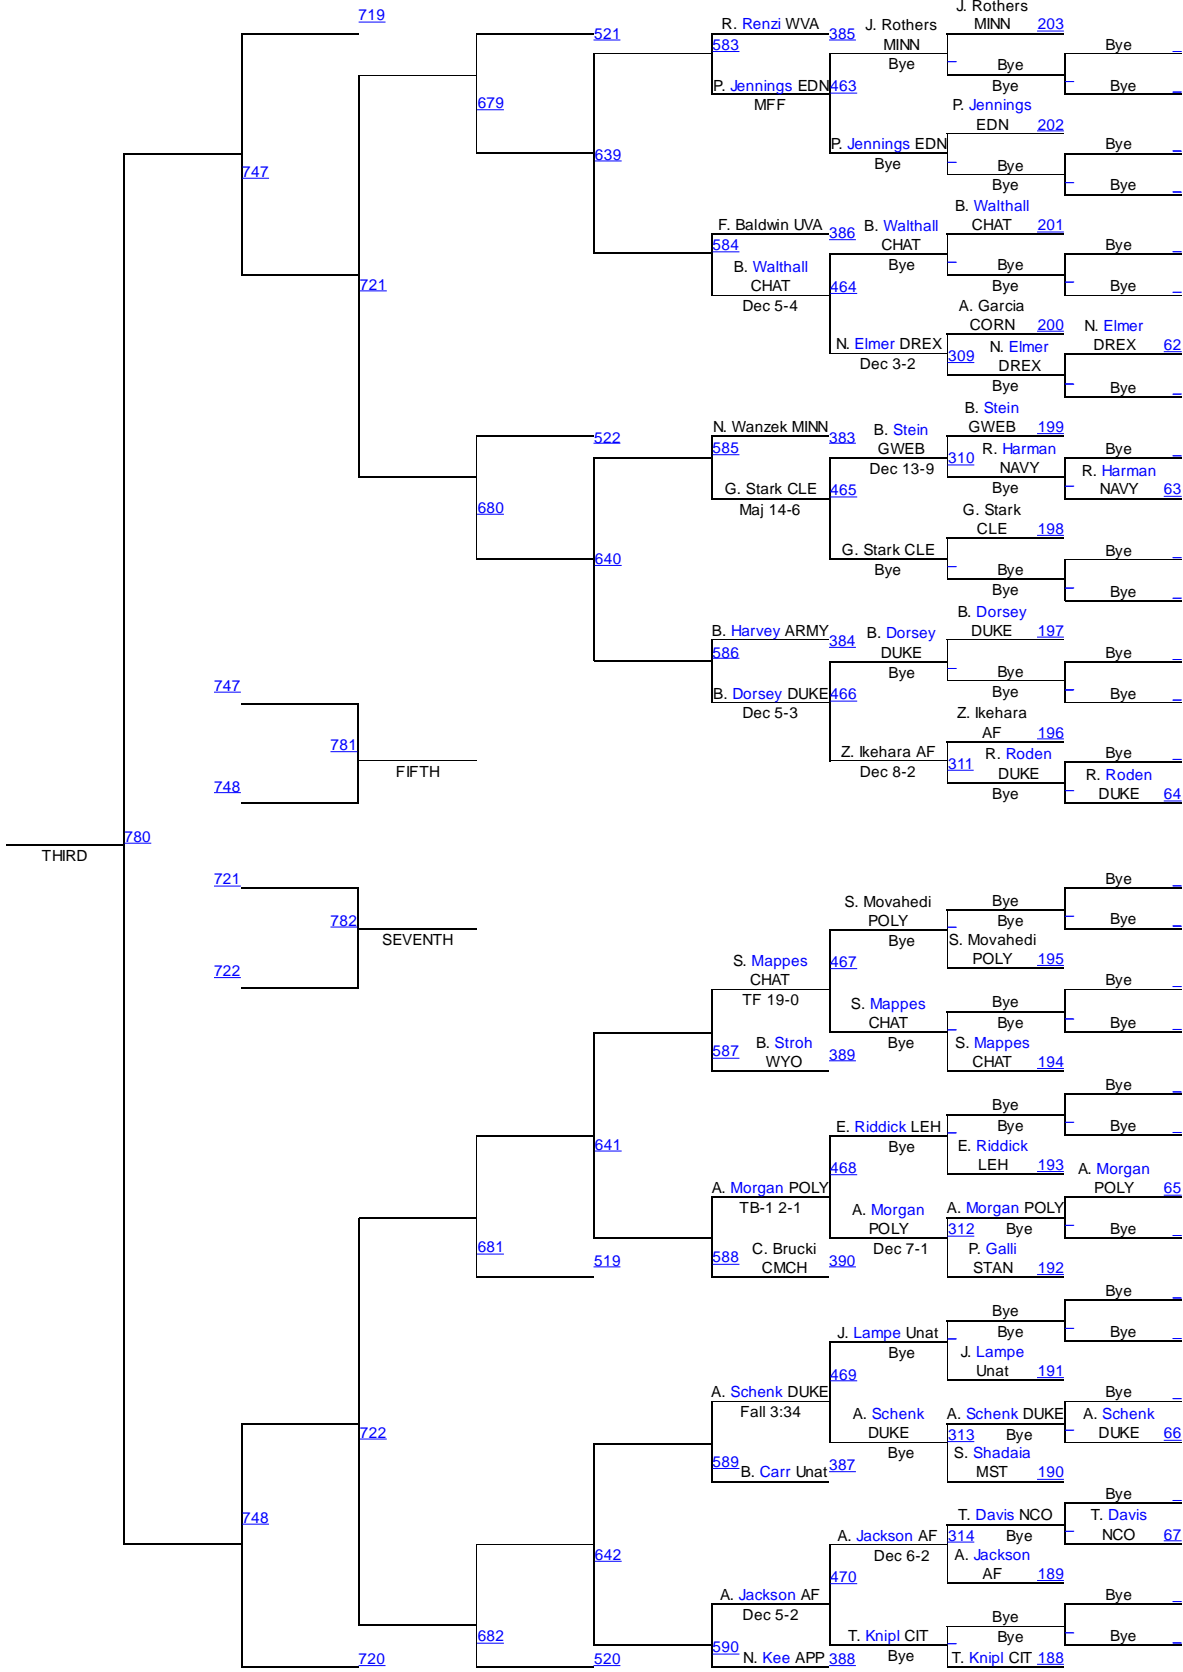 J. Rothers
719
R. Renzi WVA
J. Rothers
MINN 203
521
385
583
MINN
Bye _
Bye
_ Bye
P. Jennings EDN
463
Bye
_ Bye _
679
MFF
P. Jennings
EDN 202
639
P. Jennings EDN
Bye _
747
Bye
_ Bye
Bye
_ Bye _
B. Walthall
F. Baldwin UVA
386
B. Walthall
CHAT 201
584
CHAT
Bye _
B. Walthall
Bye
_ Bye
721
CHAT
464
Bye
_ Bye _
Dec 5-4
A. Garcia
CORN 200
N. Elmer
N. Elmer DREX
309
N. Elmer
DREX 62
Dec 3-2
DREX
Bye
_ Bye _
B. Stein
N. Wanzek MINN
383
B. Stein
GWEB 199
522
585
GWEB
310
R. Harman
Bye _
Dec 13-9
NAVY
R. Harman
G. Stark CLE
465
Bye
_ NAVY 63
680
Maj 14-6
G. Stark
CLE 198
640
G. Stark CLE
Bye _
Bye
_ Bye
Bye
_ Bye _
B. Dorsey
B. Harvey ARMY
384
B. Dorsey
DUKE 197
586
DUKE
Bye _
Bye
_ Bye
747
B. Dorsey DUKE
466
Bye
_ Bye _
Dec 5-3
Z. Ikehara
AF 196
781
Z. Ikehara AF
311
R. Roden
Bye _
FIFTH
Dec 8-2
DUKE
R. Roden
748
Bye
_ DUKE 64
780
THIRD
721
Bye _
S. Movahedi
Bye
782
POLY
_ Bye
_ Bye _
SEVENTH
Bye
S. Movahedi
S. Mappes
467
POLY 195
722
CHAT
Bye _
TF 19-0
S. Mappes
Bye
CHAT
_ Bye
_ Bye _
587
B. Stroh
389
Bye
S. Mappes
WYO
CHAT 194
Bye _
Bye
E. Riddick LEH
_ Bye
_ Bye _
641
Bye
E. Riddick
468
LEH 193
A. Morgan
A. Morgan POLY
POLY 65
TB-1 2-1
A. Morgan
A. Morgan POLY
POLY
312 Bye
_ Bye _
681
588
C. Brucki
390
Dec 7-1
P. Galli
519
CMCH
STAN 192
Bye _
Bye
J. Lampe Unat
_ Bye
_ Bye _
Bye
J. Lampe
469
Unat 191
A. Schenk DUKE
Bye _
Fall 3:34
A. Schenk
A. Schenk DUKE
A. Schenk
722
DUKE
313 Bye
_ DUKE 66
Bye
S. Shadaia
589
B. Carr Unat
387
MST 190
Bye _
748
T. Davis NCO
T. Davis
A. Jackson AF
314 Bye
_ NCO 67
642
Dec 6-2
A. Jackson
470
AF 189
A. Jackson AF
Bye _
Dec 5-2
Bye
682
T. Knipl CIT
_ Bye
_ Bye _
590
Bye
720
520
N. Kee APP
388
T. Knipl CIT 188